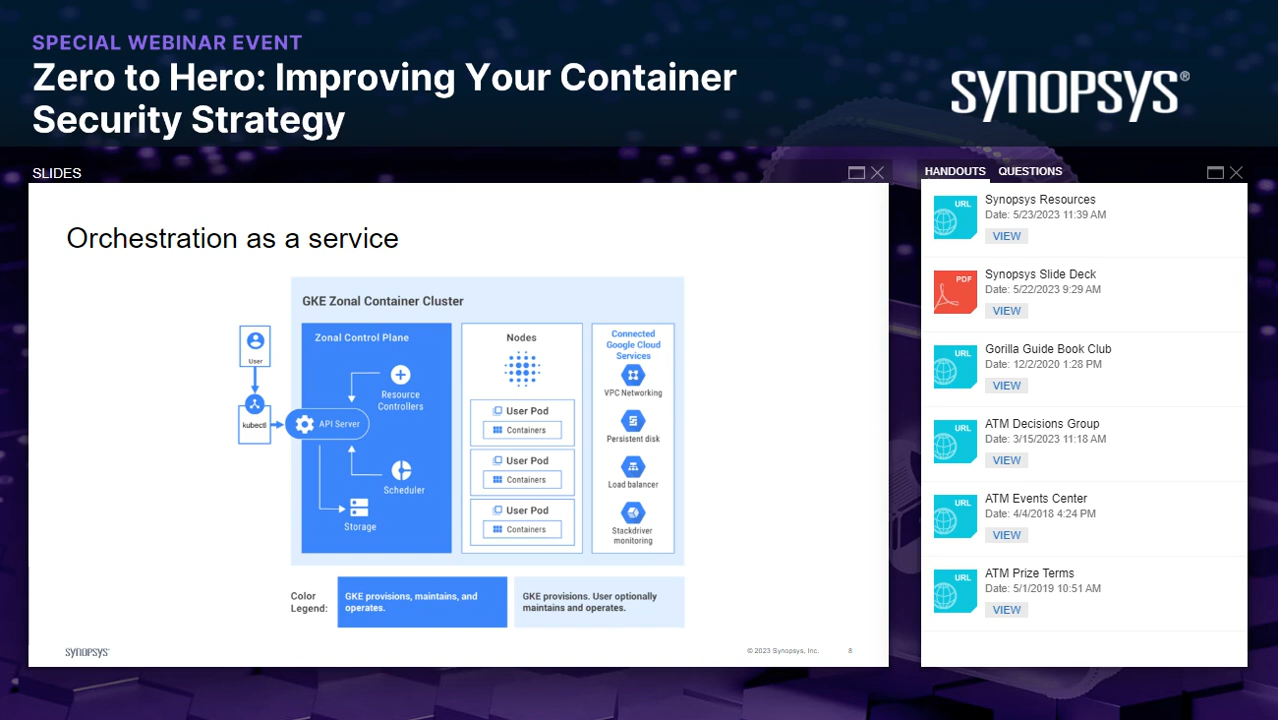 SPECIAL WEBINAR EVENT
Zero to Hero: Improving Your Container
Security Strategy
SYNOPSYS®
SLIDES
Orchestration as a service
GKE Zonal Container Cluster
Zonal Control Plane
User
kubectl
API Server
Resource
Controllers
Scheduler
Storage
Nodes
User Pod
Containers
User Pod
Containers
User Pod
Containers
Connected
Google Cloud
Services
VPC Networking
Persistent disk
Load balancer
Stackdriver
monitoring
Color
Legend:
GKE provisions, maintains, and
operates.
GKE provisions. User optionally
maintains and operates.
SYNOPSYS®
© 2023 Synopsys, Inc.
8
HANDOUTS
QUESTIONS
URL
Synopsys Resources
Date: 5/23/2023 11:39 AM
VIEW
PDF
Synopsys Slide Deck
Date: 5/22/2023 9:29 AM
VIEW
URL
Gorilla Guide Book Club
Date: 12/2/2020 1:28 PM
VIEW
URL
ATM Decisions Group
Date: 3/15/2023 11:18 AM
VIEW
URL
ATM Events Center
Date: 4/4/2018 4:24 PM
VIEW
URL
ATM Prize Terms
Date: 5/1/2019 10:51 AM
VIEW